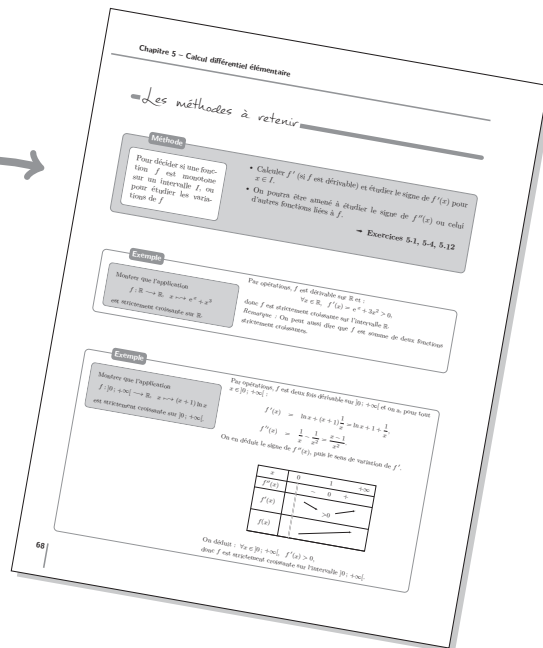 Chapitre 5 – Calcul différentiel élémentaire
Les méthodes à retenir
Méthode
Pour décider si une fonc-
tion f est monotone
sur un intervalle I, ou
pour étudier les varia-
tions de f
• Calculer f ′ (si f est dérivable) et étudier le signe de f ′(x) pour
x ∈ I.
• On pourra être amené à étudier le signe de f ″(x) ou celui
d'autres fonctions liées à f.
➞ Exercices 5.1, 5.4, 5.12
Exemple
Montrer que l'application
f : ℝ ⟶ ℝ, x ⟼ e^x + x^3
est strictement croissante sur ℝ.
Par opérations, f est dérivable sur ℝ et :
∀x ∈ ℝ, f ′(x) = e^x + 3x^2 > 0,
donc f est strictement croissante sur l'intervalle ℝ.
Remarque : On peut aussi dire que f est somme de deux fonctions
strictement croissantes.
Exemple
Montrer que l'application
f : ]0 ; +∞[ ⟶ ℝ, x ⟼ (x + 1) ln x
est strictement croissante sur ]0 ; +∞[.
Par opérations, f est deux fois dérivable sur ]0 ; +∞[ et on a, pour tout
x ∈ ]0 ; +∞[ :
f ′(x) = ln x + (x + 1) 1/x = ln x + 1 + 1/x,
f ″(x) = 1/x − 1/x^2 = (x − 1)/x^2.
On en déduit le signe de f ″(x), puis le sens de variation de f ′.
x 0 1 +∞
f ″(x) − 0 +
f ′(x) >0
f(x)
On déduit : ∀x ∈ ]0 ; +∞[, f ′(x) > 0,
donc f est strictement croissante sur l'intervalle ]0 ; +∞[.
68